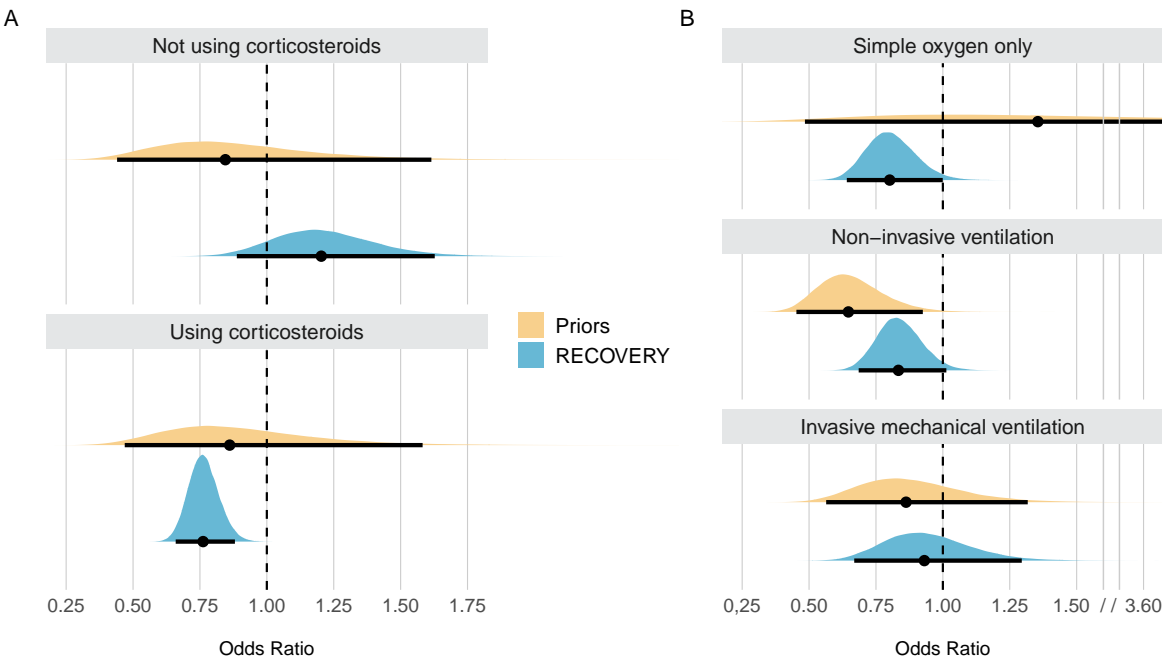 A
Not using corticosteroids
Using corticosteroids
0.25 0.50 0.75 1.00 1.25 1.50 1.75
Odds Ratio
Priors
RECOVERY
B
Simple oxygen only
Non−invasive ventilation
Invasive mechanical ventilation
0,25 0.50 0.75 1.00 1.25 1.50 // 3.60
Odds Ratio